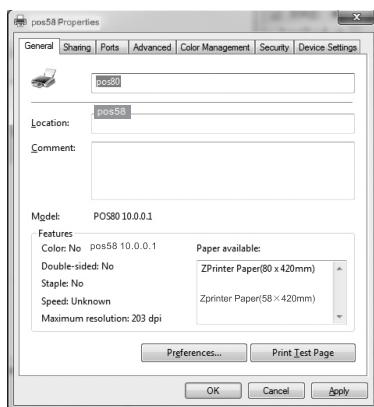 pos58 Properties
General Sharing Ports Advanced Color Management Security Device Settings
pos80
pos58
Location:
Comment:
Model: POS80 10.0.0.1
Features
Color: No pos58 10.0.0.1 Paper available:
Double-sided: No ZPrinter Paper(80 x 420mm)
Staple: No
Speed: Unknown Zprinter Paper(58×420mm)
Maximum resolution: 203 dpi
Preferences... Print Test Page
OK Cancel Apply